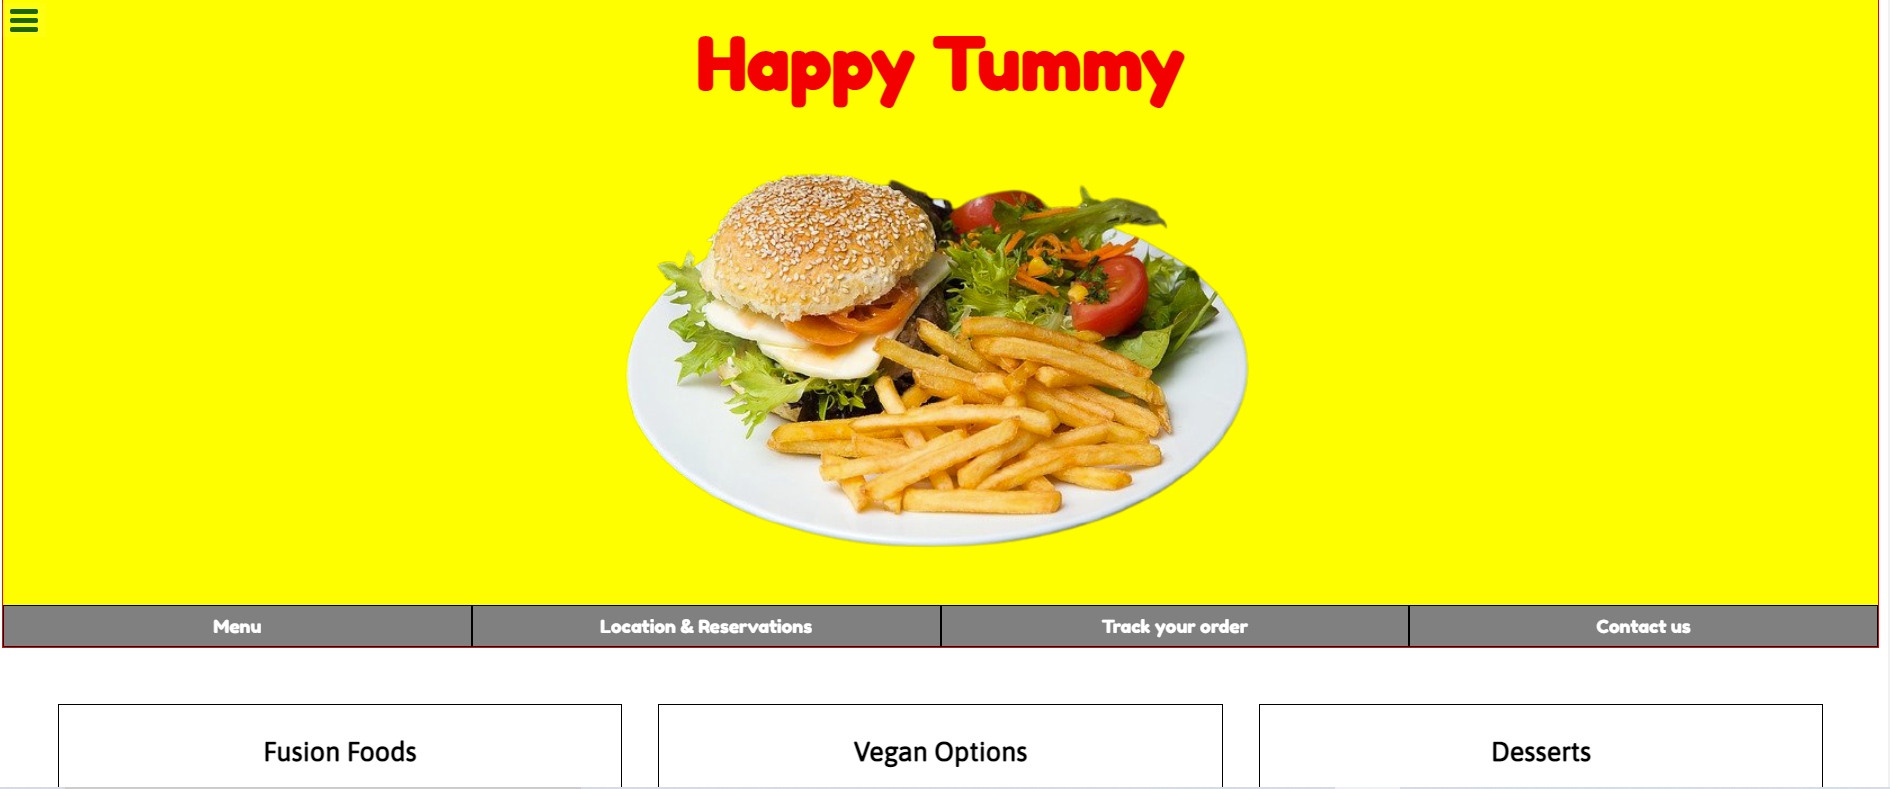 Happy Tummy
Menu
Location & Reservations
Track your order
Contact us
Fusion Foods
Vegan Options
Desserts